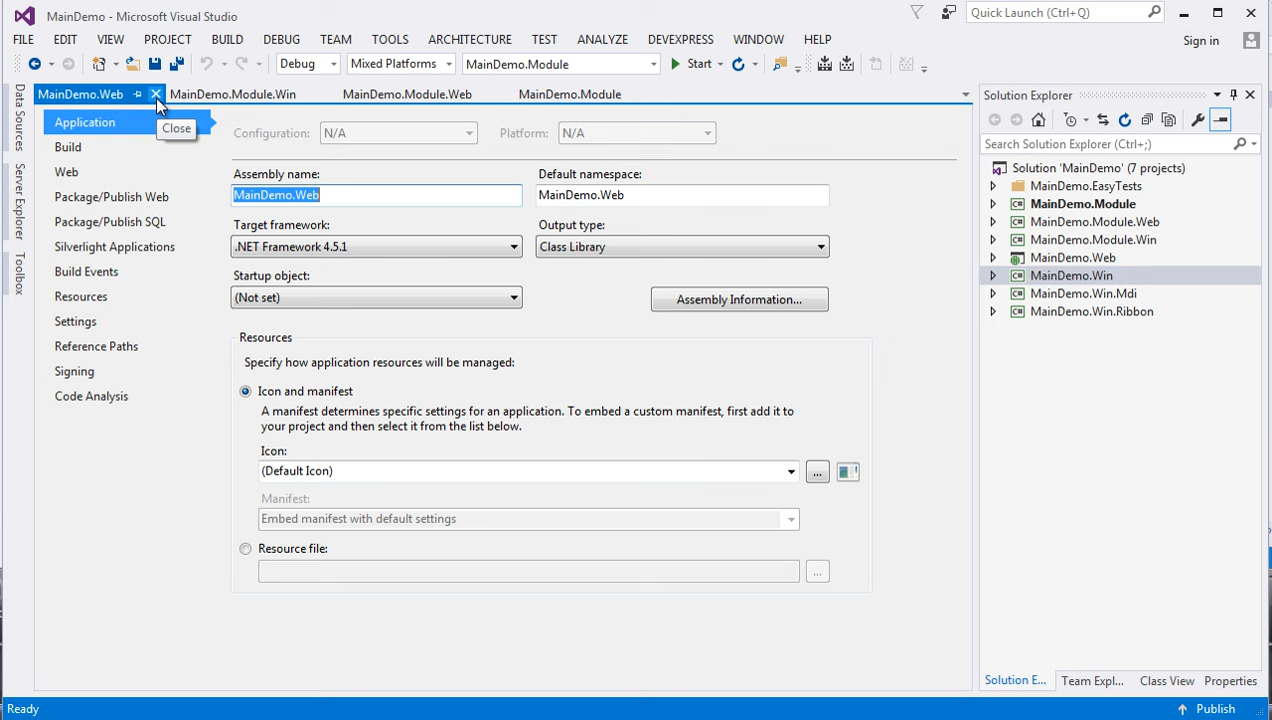 MainDemo - Microsoft Visual Studio
Quick Launch (Ctrl+Q)
FILE EDIT VIEW PROJECT BUILD DEBUG TEAM TOOLS ARCHITECTURE TEST ANALYZE DEVEXPRESS WINDOW HELP
Sign in
Debug Mixed Platforms MainDemo.Module Start
MainDemo.Web MainDemo.Module.Win MainDemo.Module.Web MainDemo.Module
Close
Data Sources
Server Explorer
Toolbox
Application
Build
Web
Package/Publish Web
Package/Publish SQL
Silverlight Applications
Build Events
Resources
Settings
Reference Paths
Signing
Code Analysis
Configuration: N/A Platform: N/A
Assembly name: Default namespace:
MainDemo.Web MainDemo.Web
Target framework: Output type:
.NET Framework 4.5.1 Class Library
Startup object:
(Not set) Assembly Information...
Resources
Specify how application resources will be managed:
Icon and manifest
A manifest determines specific settings for an application. To embed a custom manifest, first add it to
your project and then select it from the list below.
Icon:
(Default Icon) ...
Manifest:
Embed manifest with default settings
Resource file:
...
Solution Explorer
Search Solution Explorer (Ctrl+;)
Solution 'MainDemo' (7 projects)
MainDemo.EasyTests
MainDemo.Module
MainDemo.Module.Web
MainDemo.Module.Win
MainDemo.Web
MainDemo.Win
MainDemo.Win.Mdi
MainDemo.Win.Ribbon
Solution E... Team Expl... Class View Properties
Ready
Publish